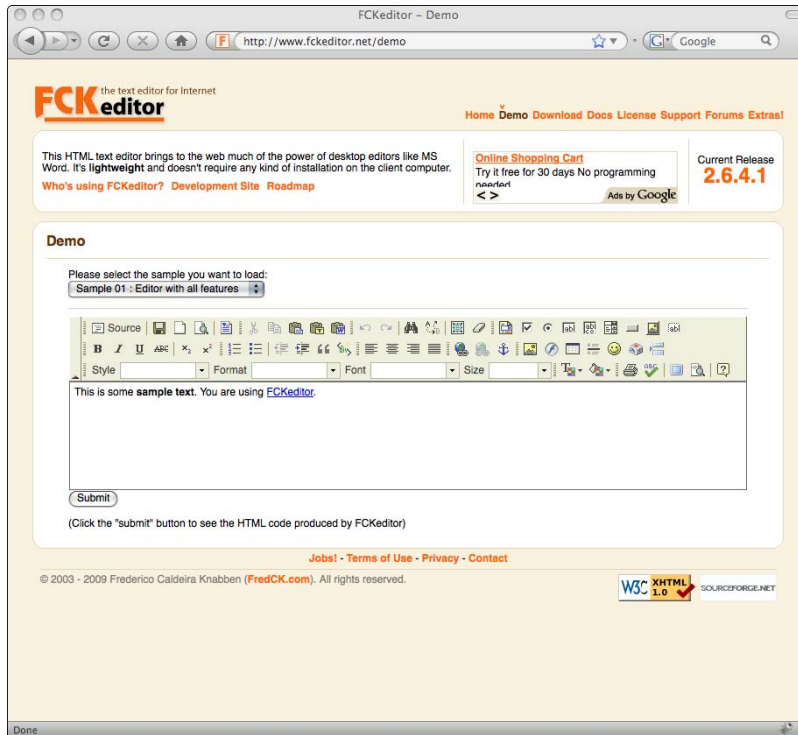 FCKeditor – Demo
http://www.fckeditor.net/demo
Google
the text editor for Internet
FCKeditor
Home Demo Download Docs License Support Forums Extras!
This HTML text editor brings to the web much of the power of desktop editors like MS
Word. It's lightweight and doesn't require any kind of installation on the client computer.
Who's using FCKeditor? Development Site Roadmap
Online Shopping Cart
Try it free for 30 days No programming
needed
< >
Ads by Google
Current Release
2.6.4.1
Demo
Please select the sample you want to load:
Sample 01 : Editor with all features
Source
B I U ABC x₂ x²
Style Format Font Size
This is some sample text. You are using FCKeditor.
Submit
(Click the "submit" button to see the HTML code produced by FCKeditor)
Jobs! - Terms of Use - Privacy - Contact
© 2003 - 2009 Frederico Caldeira Knabben (FredCK.com). All rights reserved.
W3C XHTML 1.0
SOURCEFORGE.NET
Done